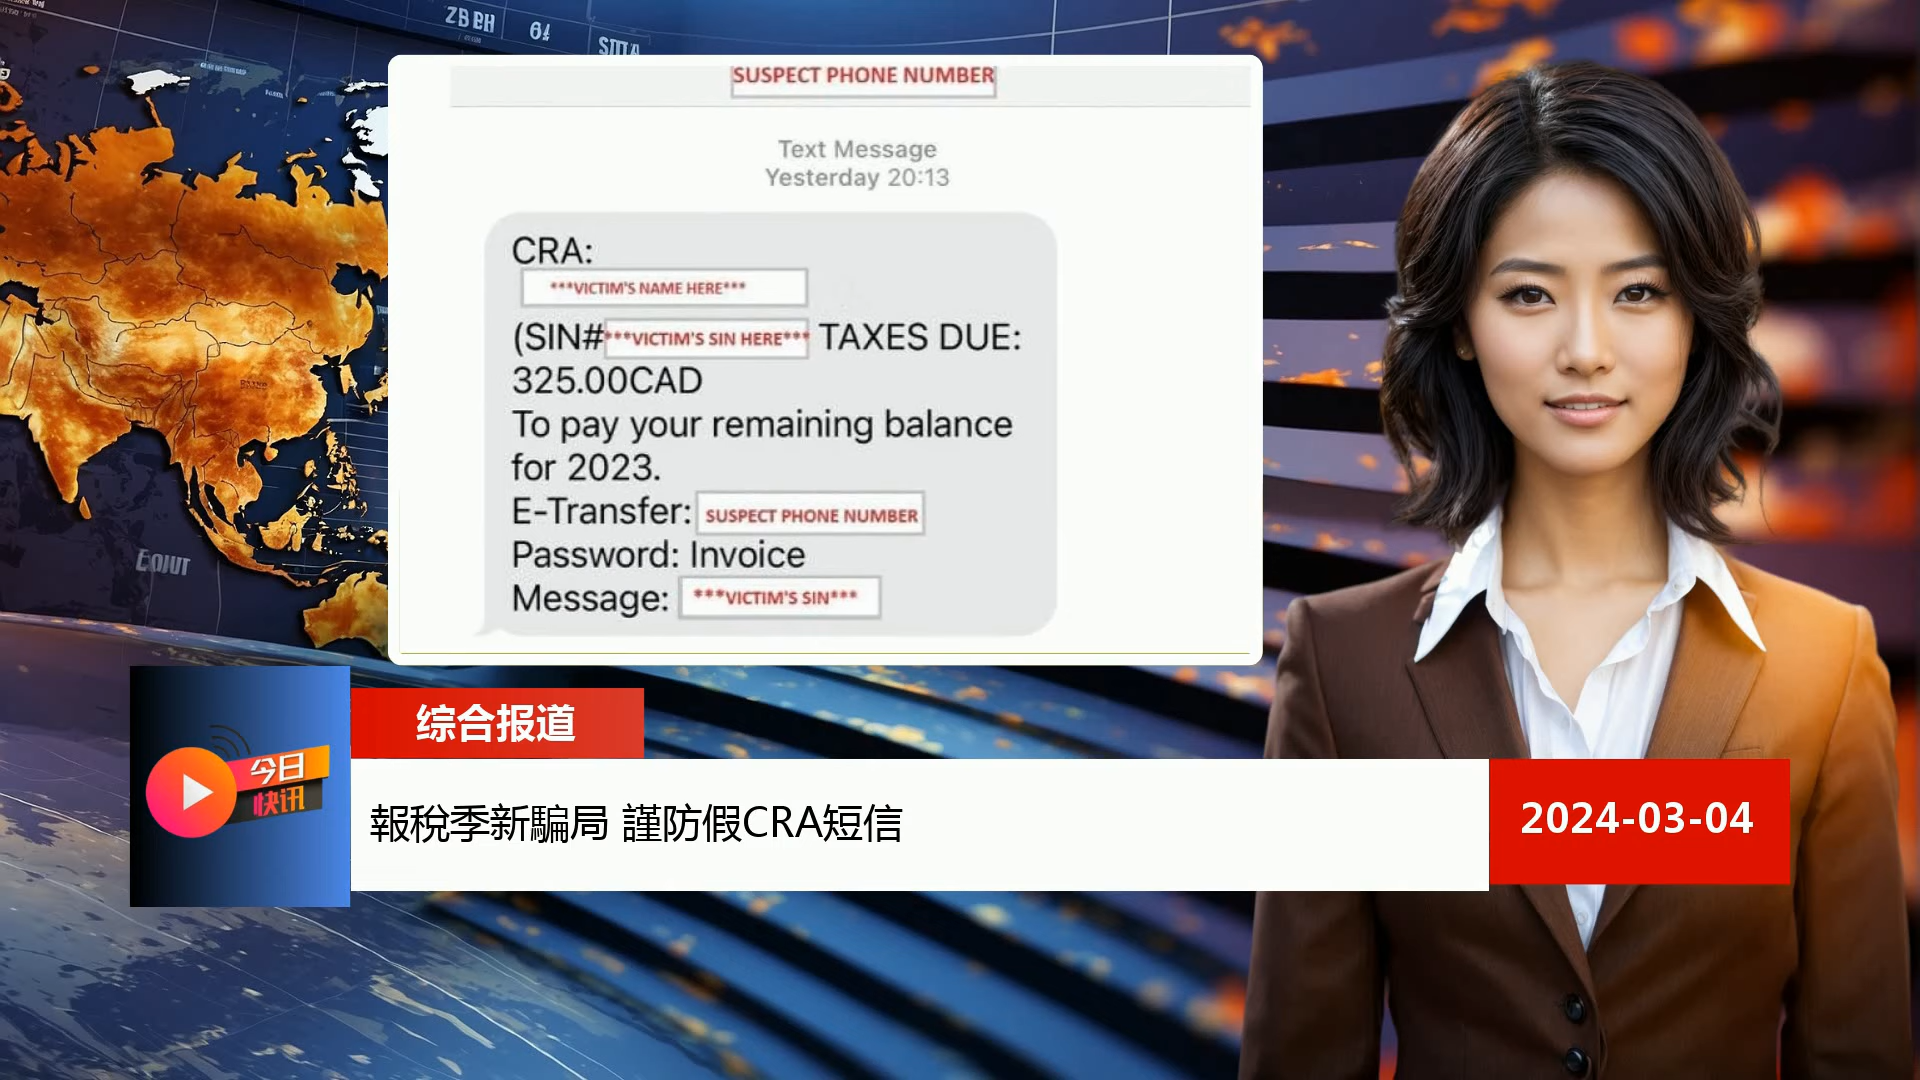 ZBPH 64
SUSPECT PHONE NUMBER
Text Message
Yesterday 20:13
CRA:
***VICTIM'S NAME HERE***
(SIN# ***VICTIM'S SIN HERE*** TAXES DUE:
325.00CAD
To pay your remaining balance
for 2023.
E-Transfer: SUSPECT PHONE NUMBER
Password: Invoice
Message: ***VICTIM'S SIN***
综合报道
今日
快讯
報稅季新騙局 謹防假CRA短信
2024-03-04